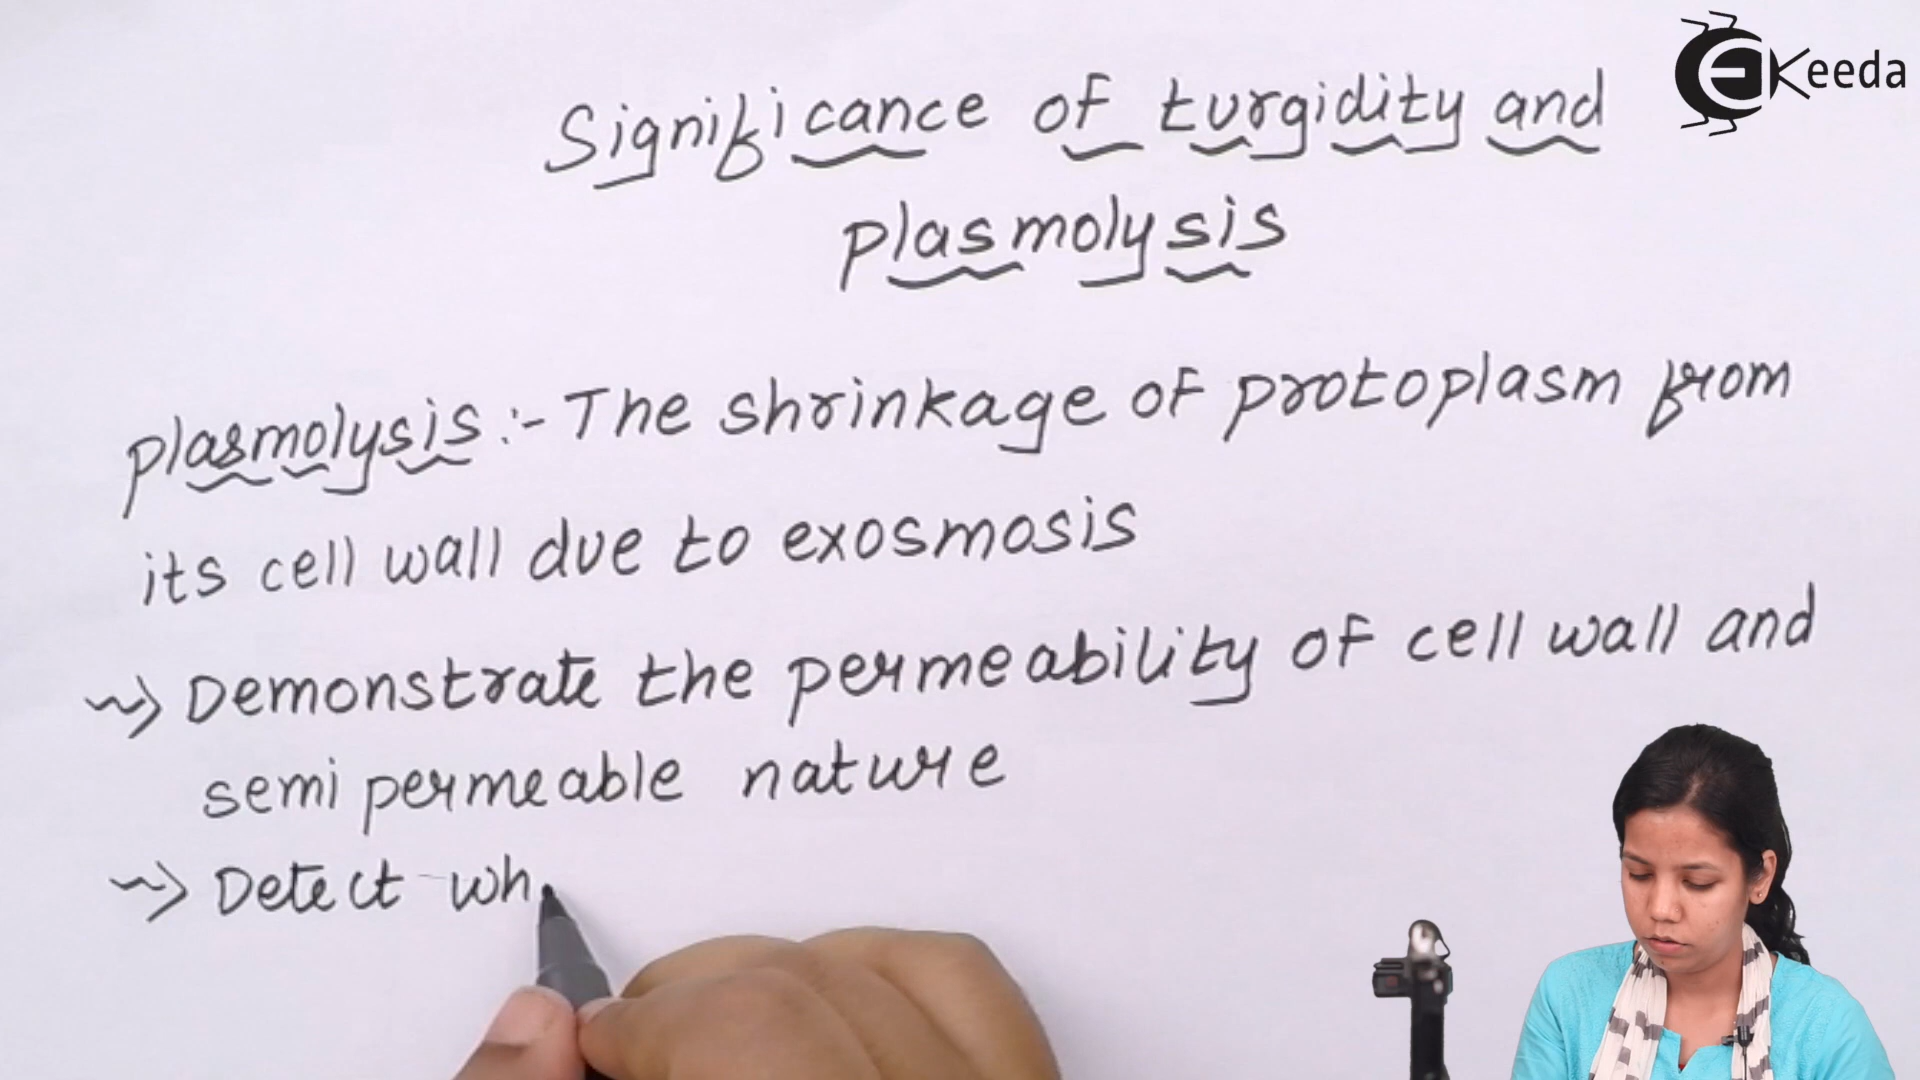 EKeeda
Significance of turgidity and
plasmolysis
plasmolysis :- The shrinkage of protoplasm from
its cell wall due to exosmosis
~> Demonstrate the permeability of cell wall and
semi permeable nature
~> Detect wh